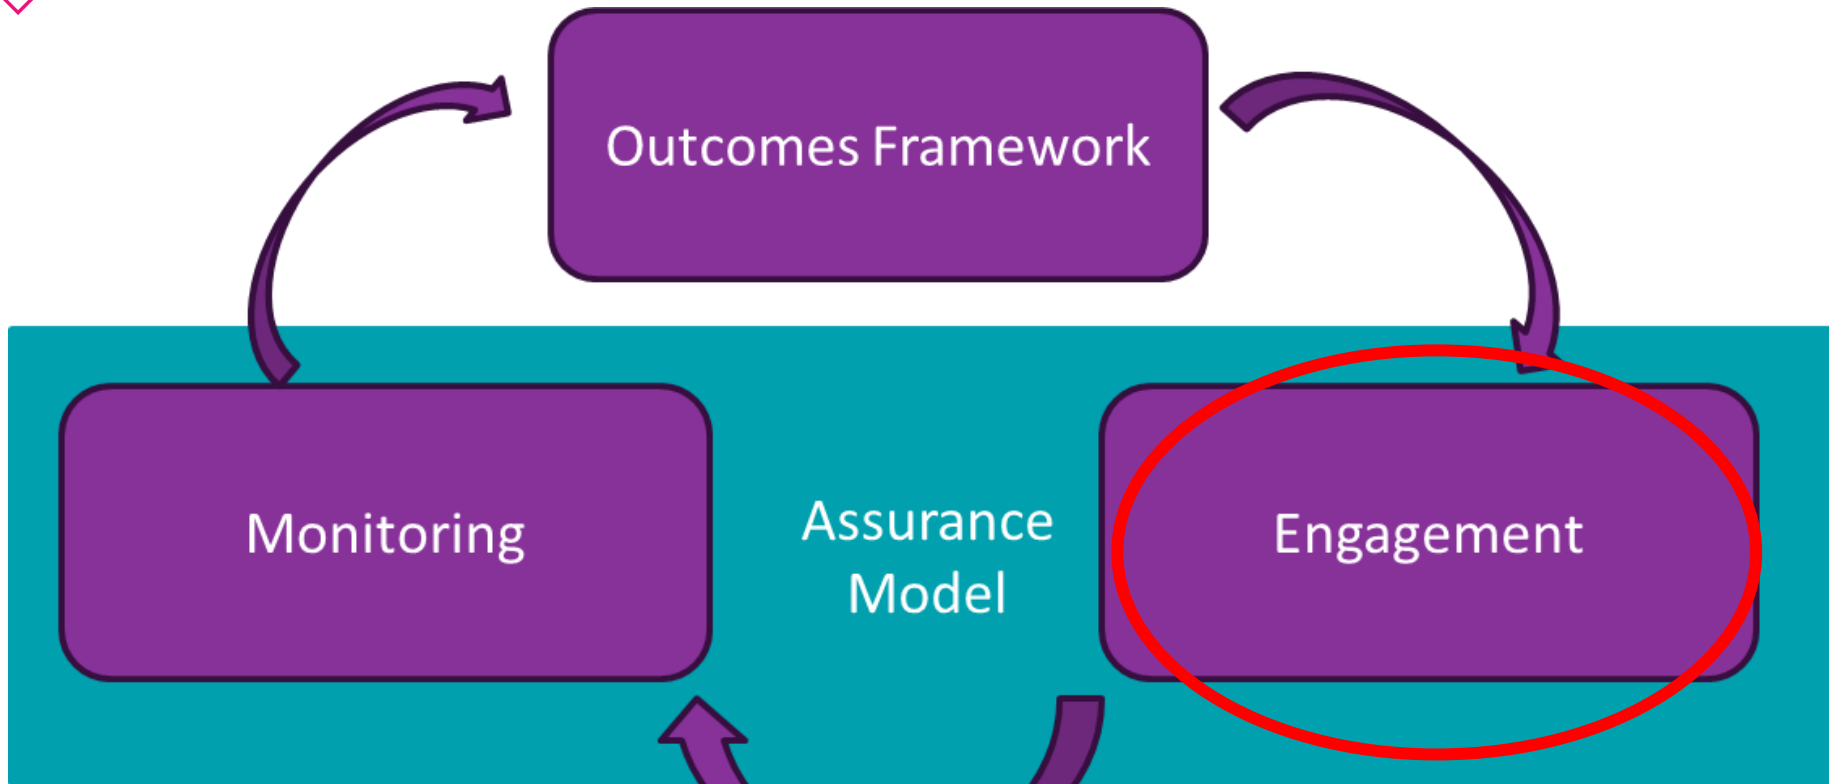 Outcomes Framework
Monitoring
Assurance
Model
Engagement